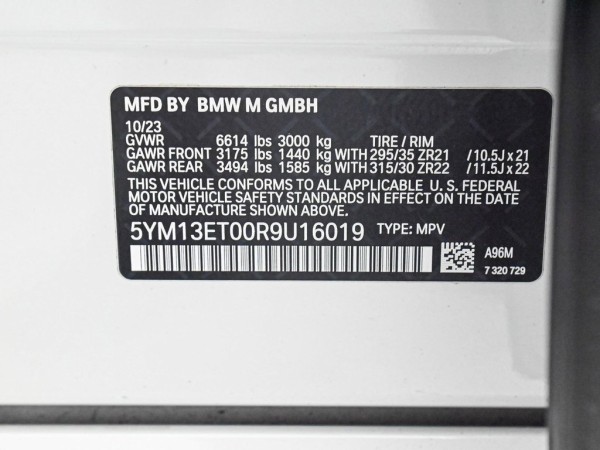 MFD BY BMW M GMBH
10/23
GVWR 6614 lbs 3000 kg TIRE / RIM
GAWR FRONT 3175 lbs 1440 kg WITH 295/35 ZR21 / 10.5J x 21
GAWR REAR 3494 lbs 1585 kg WITH 315/30 ZR22 / 11.5J x 22
THIS VEHICLE CONFORMS TO ALL APPLICABLE U. S. FEDERAL
MOTOR VEHICLE SAFETY STANDARDS IN EFFECT ON THE
DATE OF MANUFACTURE SHOWN ABOVE.
5YM13ET00R9U16019 TYPE: MPV
A96M
7 320 729